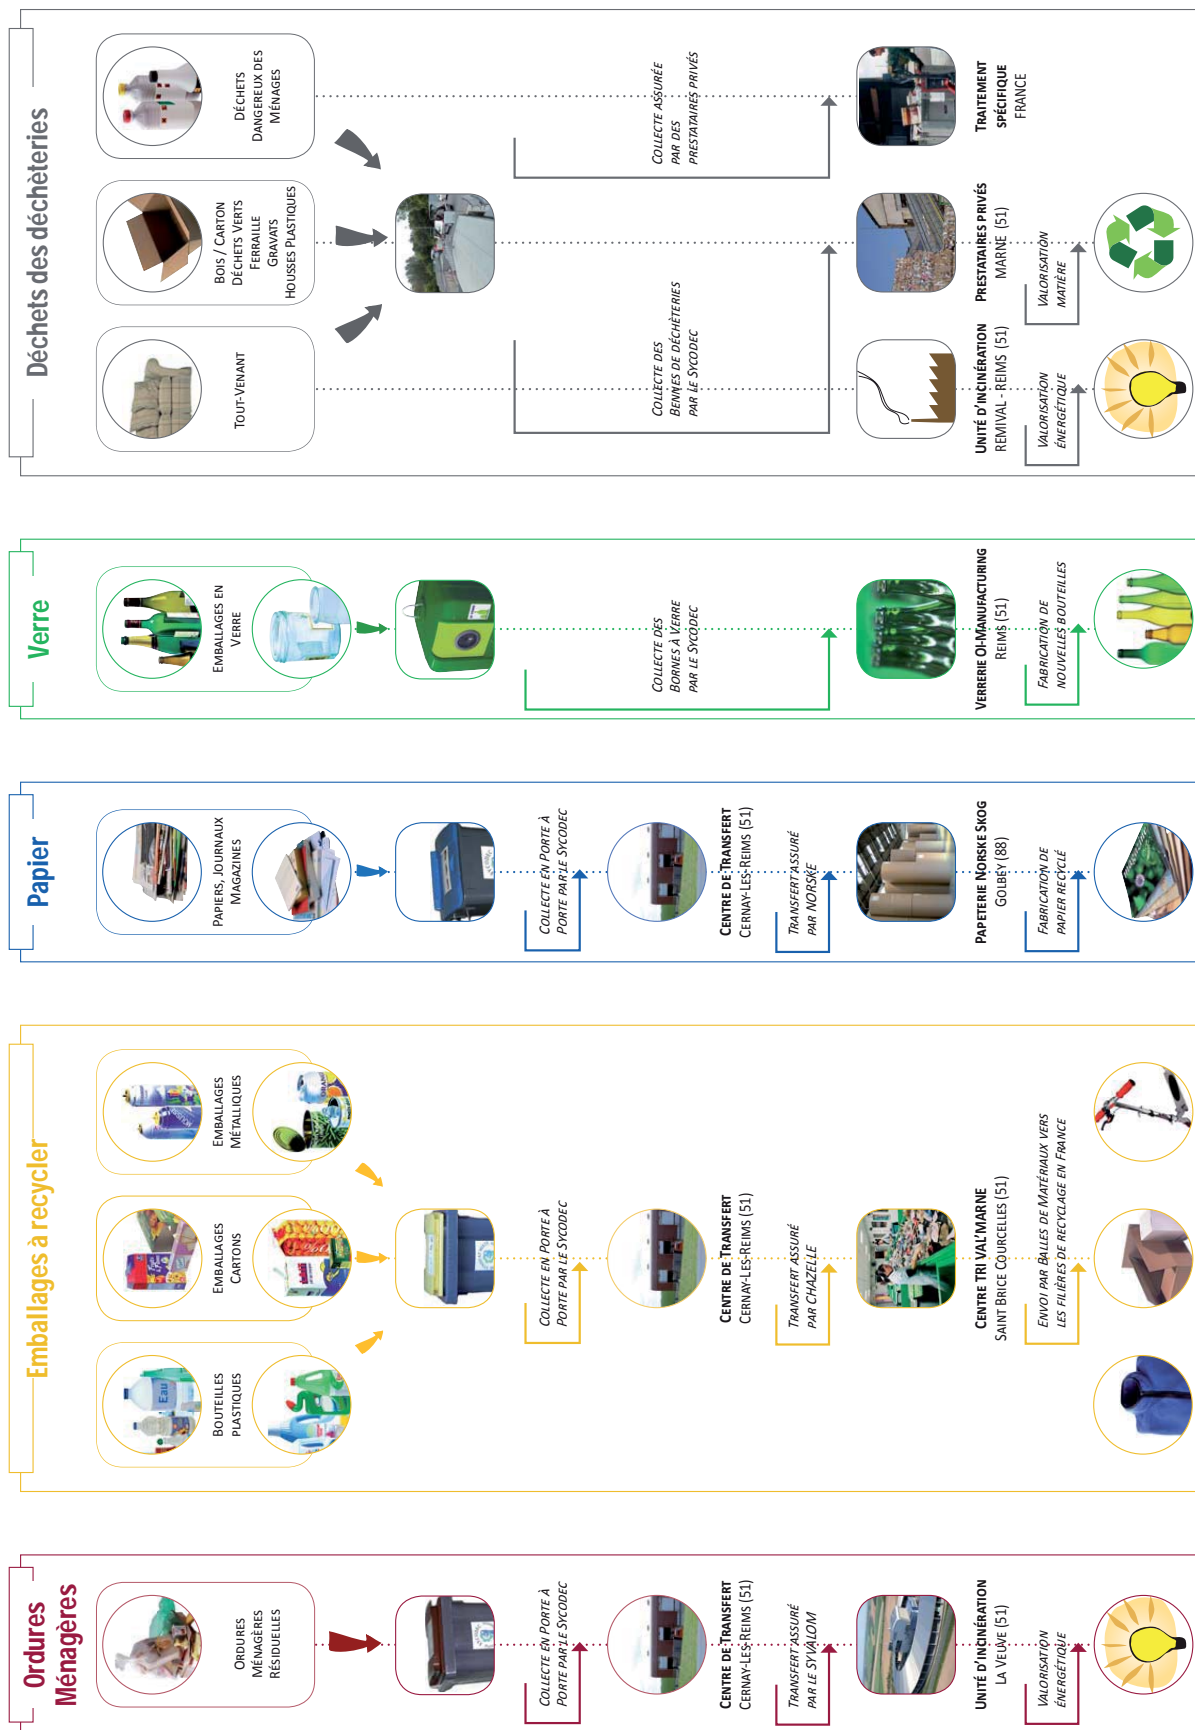 Ordures
Ménagères
ORDURES
MÉNAGÈRES
RÉSIDUELLES
COLLECTE EN PORTE À
PORTE PAR LE SYCODEC
CENTRE DE TRANSFERT
CERNAY-LES-REIMS (51)
TRANSFERT ASSURÉ
PAR LE SYVALOM
UNITÉ D'INCINÉRATION
LA VEUVE (51)
VALORISATION
ÉNERGÉTIQUE
Emballages à recycler
BOUTEILLES
PLASTIQUES
Eau
EMBALLAGES
CARTONS
EMBALLAGES
MÉTALLIQUES
COLLECTE EN PORTE À
PORTE PAR LE SYCODEC
CENTRE DE TRANSFERT
CERNAY-LES-REIMS (51)
TRANSFERT ASSURÉ
PAR CHAZELLE
CENTRE TRI VAL'MARNE
SAINT BRICE COURCELLES (51)
ENVOI PAR BALLES DE MATÉRIAUX VERS
LES FILIÈRES DE RECYCLAGE EN FRANCE
Papier
PAPIERS, JOURNAUX
MAGAZINES
COLLECTE EN PORTE À
PORTE PAR LE SYCODEC
CENTRE DE TRANSFERT
CERNAY-LES-REIMS (51)
TRANSFERT ASSURÉ
PAR NORSKE
PAPETERIE NORSKE SKOG
GOLBEY (88)
FABRICATION DE
PAPIER RECYCLÉ
Verre
EMBALLAGES EN
VERRE
COLLECTE DES
BORNES À VERRE
PAR LE SYCODEC
VERRERIE OI-MANUFACTURING
REIMS (51)
FABRICATION DE
NOUVELLES BOUTEILLES
Déchets des déchèteries
TOUT-VENANT
BOIS / CARTON
DÉCHETS VERTS
FERRAILLE
GRAVATS
HOUSSES PLASTIQUES
DÉCHETS
DANGEREUX DES
MÉNAGES
COLLECTE DES
BENNES DE DÉCHÈTERIES
PAR LE SYCODEC
COLLECTE ASSURÉE
PAR DES
PRESTATAIRES PRIVÉS
UNITÉ D'INCINÉRATION
REMIVAL - REIMS (51)
PRESTATAIRES PRIVÉS
MARNE (51)
TRAITEMENT
SPÉCIFIQUE
FRANCE
VALORISATION
ÉNERGÉTIQUE
VALORISATION
MATIÈRE